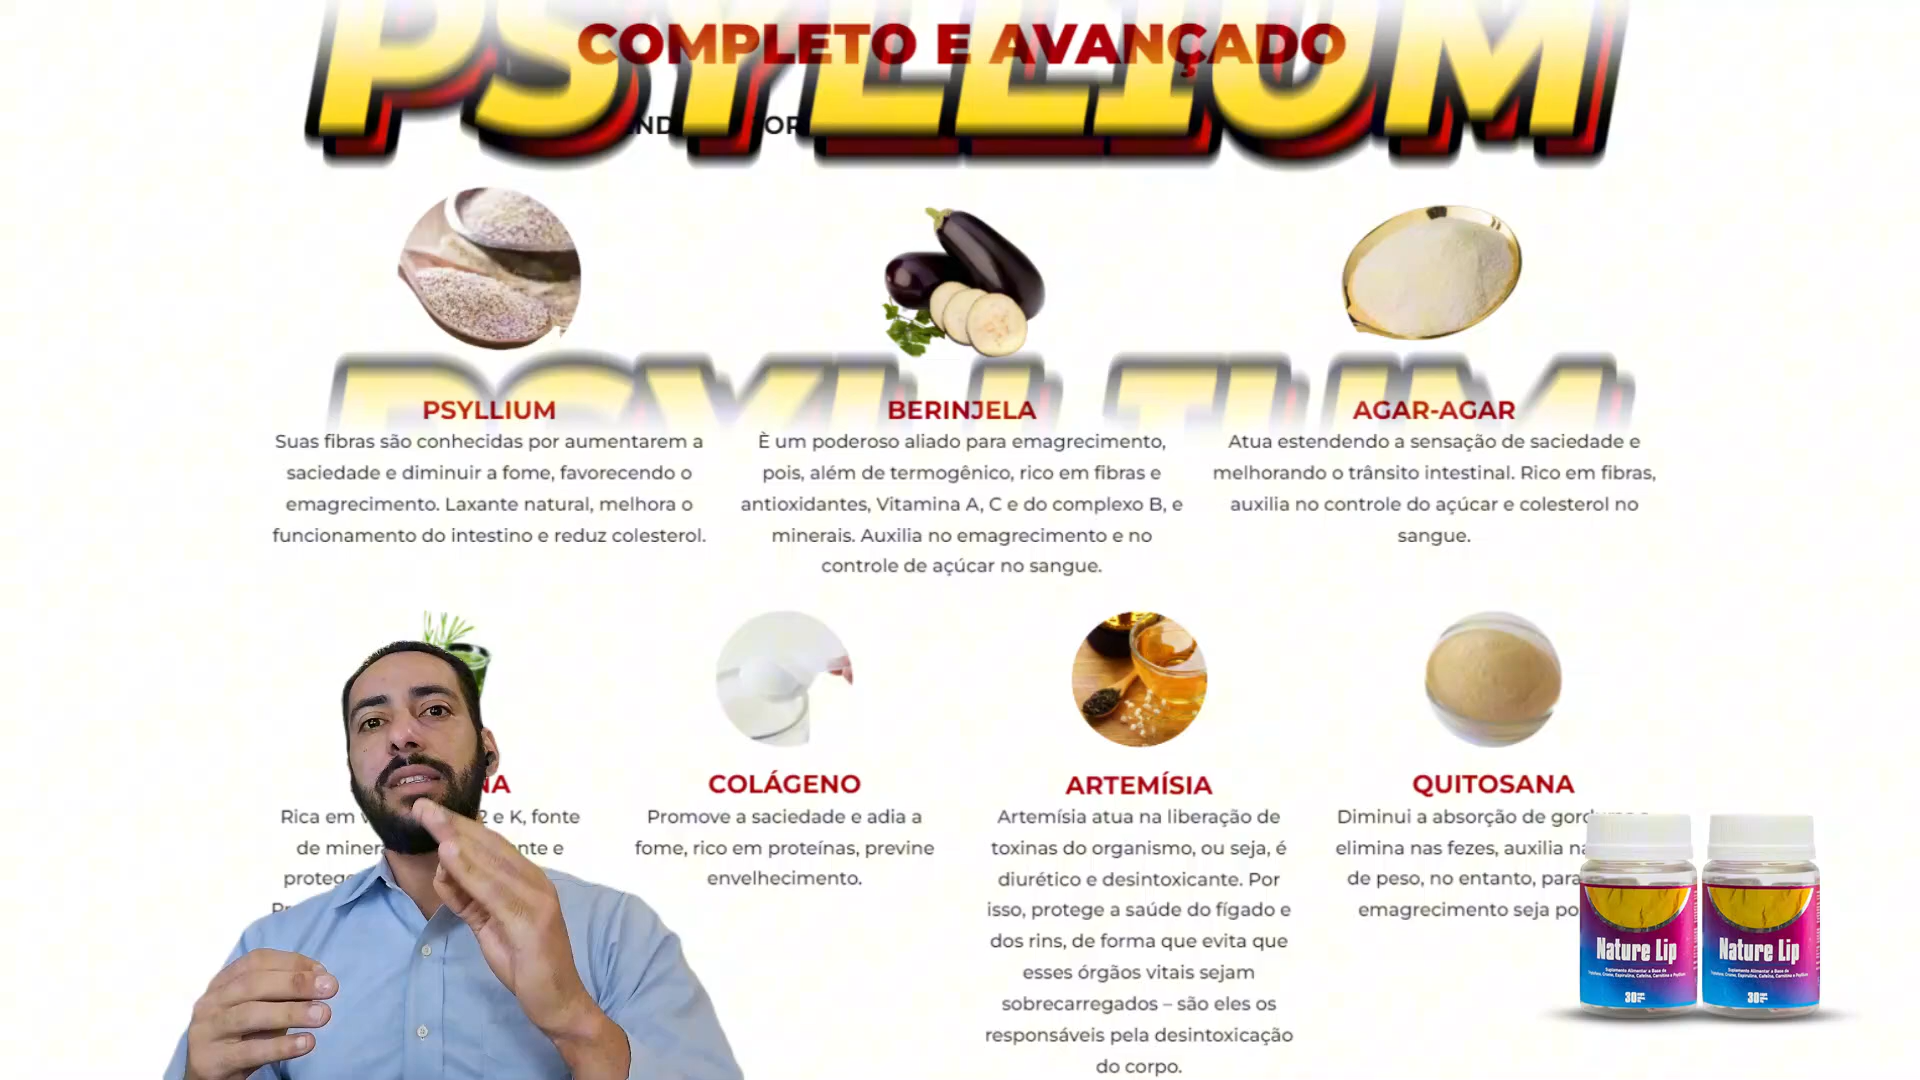 PSYLLIUM
COMPLETO E AVANÇADO
PSYLLIUM
BERINJELA
AGAR-AGAR
Suas fibras são conhecidas por aumentarem a
saciedade e diminuir a fome, favorecendo o
emagrecimento. Laxante natural, melhora o
funcionamento do intestino e reduz colesterol.
È um poderoso aliado para emagrecimento,
pois, além de termogênico, rico em fibras e
antioxidantes, Vitamina A, C e do complexo B, e
minerais. Auxilia no emagrecimento e no
controle de açúcar no sangue.
Atua estendendo a sensação de saciedade e
melhorando o trânsito intestinal. Rico em fibras,
auxilia no controle do açúcar e colesterol no
sangue.
NA
Rica em
2 e K, fonte
de minera
nte e
proteg
COLÁGENO
Promove a saciedade e adia a
fome, rico em proteínas, previne
envelhecimento.
ARTEMÍSIA
Artemísia atua na liberação de
toxinas do organismo, ou seja, é
diurético e desintoxicante. Por
isso, protege a saúde do fígado e
dos rins, de forma que evita que
esses órgãos vitais sejam
sobrecarregados – são eles os
responsáveis pela desintoxicação
do corpo.
QUITOSANA
Diminui a absorção de
elimina nas fezes, auxilia
de peso, no entanto, para
emagrecimento seja
Nature Lip
30
Nature Lip
30